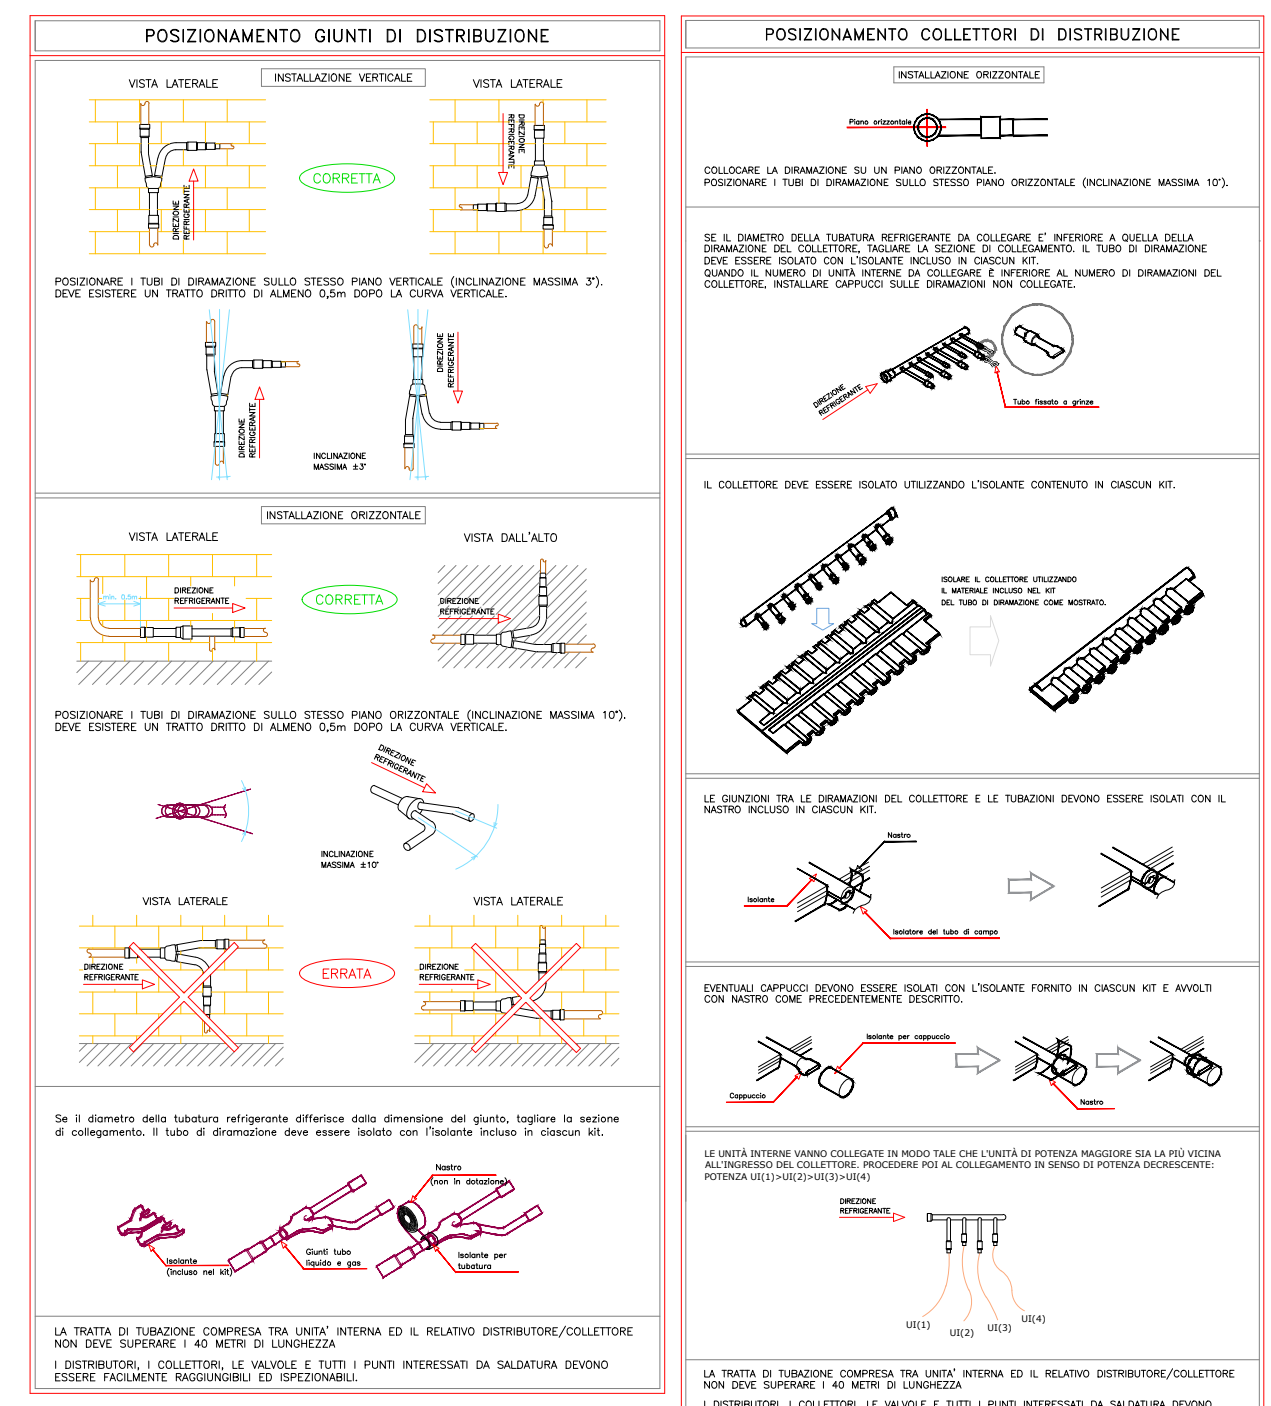 POSIZIONAMENTO GIUNTI DI DISTRIBUZIONE
INSTALLAZIONE VERTICALE
VISTA LATERALE
VISTA LATERALE
DIREZIONE
REFRIGERANTE
CORRETTA
DIREZIONE
REFRIGERANTE
POSIZIONARE I TUBI DI DIRAMAZIONE SULLO STESSO PIANO VERTICALE (INCLINAZIONE MASSIMA 3°).
DEVE ESISTERE UN TRATTO DRITTO DI ALMENO 0,5m DOPO LA CURVA VERTICALE.
DIREZIONE
REFRIGERANTE
DIREZIONE
REFRIGERANTE
INCLINAZIONE
MASSIMA ±3°
INSTALLAZIONE ORIZZONTALE
VISTA LATERALE
VISTA DALL'ALTO
min. 0,5m
DIREZIONE
REFRIGERANTE
CORRETTA
DIREZIONE
REFRIGERANTE
POSIZIONARE I TUBI DI DIRAMAZIONE SULLO STESSO PIANO ORIZZONTALE (INCLINAZIONE MASSIMA 10°).
DEVE ESISTERE UN TRATTO DRITTO DI ALMENO 0,5m DOPO LA CURVA VERTICALE.
DIREZIONE
REFRIGERANTE
INCLINAZIONE
MASSIMA ±10°
VISTA LATERALE
VISTA LATERALE
DIREZIONE
REFRIGERANTE
ERRATA
DIREZIONE
REFRIGERANTE
Se il diametro della tubatura refrigerante differisce dalla dimensione del giunto, tagliare la sezione
di collegamento. Il tubo di diramazione deve essere isolato con l'isolante incluso in ciascun kit.
Nastro
(non in dotazione)
Isolante
(incluso nel kit)
Giunti tubo
liquido e gas
Isolante per
tubatura
LA TRATTA DI TUBAZIONE COMPRESA TRA UNITA' INTERNA ED IL RELATIVO DISTRIBUTORE/COLLETTORE
NON DEVE SUPERARE I 40 METRI DI LUNGHEZZA
I DISTRIBUTORI, I COLLETTORI, LE VALVOLE E TUTTI I PUNTI INTERESSATI DA SALDATURA DEVONO
ESSERE FACILMENTE RAGGIUNGIBILI ED ISPEZIONABILI.
POSIZIONAMENTO COLLETTORI DI DISTRIBUZIONE
INSTALLAZIONE ORIZZONTALE
Piano orizzontale
COLLOCARE LA DIRAMAZIONE SU UN PIANO ORIZZONTALE.
POSIZIONARE I TUBI DI DIRAMAZIONE SULLO STESSO PIANO ORIZZONTALE (INCLINAZIONE MASSIMA 10°).
SE IL DIAMETRO DELLA TUBATURA REFRIGERANTE DA COLLEGARE E' INFERIORE A QUELLA DELLA
DIRAMAZIONE DEL COLLETTORE, TAGLIARE LA SEZIONE DI COLLEGAMENTO. IL TUBO DI DIRAMAZIONE
DEVE ESSERE ISOLATO CON L'ISOLANTE INCLUSO IN CIASCUN KIT.
QUANDO IL NUMERO DI UNITÀ INTERNE DA COLLEGARE È INFERIORE AL NUMERO DI DIRAMAZIONI DEL
COLLETTORE, INSTALLARE CAPPUCCI SULLE DIRAMAZIONI NON COLLEGATE.
DIREZIONE
REFRIGERANTE
Tubo fissato a grinze
IL COLLETTORE DEVE ESSERE ISOLATO UTILIZZANDO L'ISOLANTE CONTENUTO IN CIASCUN KIT.
ISOLARE IL COLLETTORE UTILIZZANDO
IL MATERIALE INCLUSO NEL KIT
DEL TUBO DI DIRAMAZIONE COME MOSTRATO.
LE GIUNZIONI TRA LE DIRAMAZIONI DEL COLLETTORE E LE TUBAZIONI DEVONO ESSERE ISOLATI CON IL
NASTRO INCLUSO IN CIASCUN KIT.
Nastro
Isolante
Isolatore del tubo di campo
EVENTUALI CAPPUCCI DEVONO ESSERE ISOLATI CON L'ISOLANTE FORNITO IN CIASCUN KIT E AVVOLTI
CON NASTRO COME PRECEDENTEMENTE DESCRITTO.
Isolante per cappuccio
Cappuccio
Nastro
LE UNITÀ INTERNE VANNO COLLEGATE IN MODO TALE CHE L'UNITÀ DI POTENZA MAGGIORE SIA LA PIÙ VICINA
ALL'INGRESSO DEL COLLETTORE. PROCEDERE POI AL COLLEGAMENTO IN SENSO DI POTENZA DECRESCENTE:
POTENZA UI(1)>UI(2)>UI(3)>UI(4)
DIREZIONE
REFRIGERANTE
UI(1)
UI(2)
UI(3)
UI(4)
LA TRATTA DI TUBAZIONE COMPRESA TRA UNITA' INTERNA ED IL RELATIVO DISTRIBUTORE/COLLETTORE
NON DEVE SUPERARE I 40 METRI DI LUNGHEZZA
I DISTRIBUTORI, I COLLETTORI, LE VALVOLE E TUTTI I PUNTI INTERESSATI DA SALDATURA DEVONO